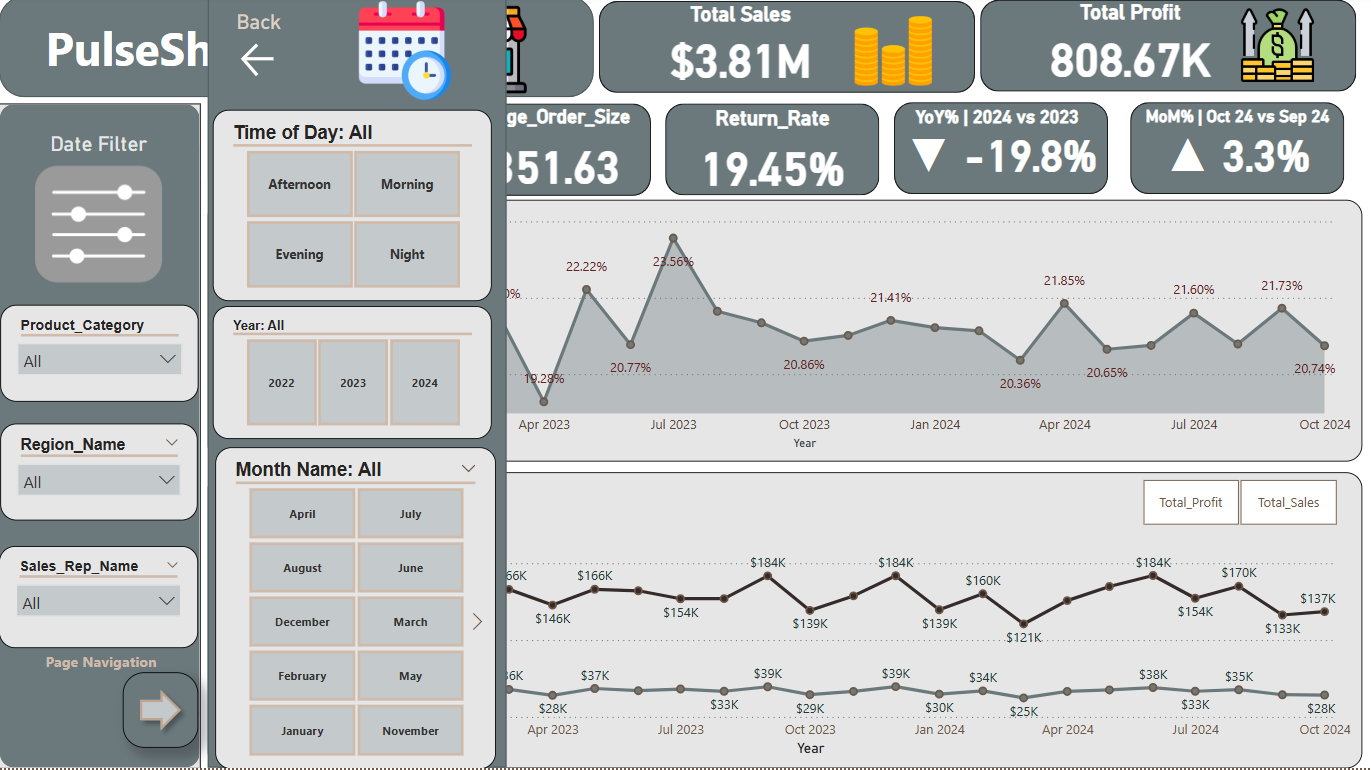 PulseSh
Back
Total Sales
$3.81M
Total Profit
808.67K
ge_Order_Size
351.63
Return_Rate
19.45%
YoY% | 2024 vs 2023
-19.8%
MoM% | Oct 24 vs Sep 24
3.3%
Date Filter
Product_Category
All
Region_Name
All
Sales_Rep_Name
All
Page Navigation
Time of Day: All
Afternoon
Morning
Evening
Night
Year: All
2022
2023
2024
Month Name: All
April
July
August
June
December
March
February
May
January
November
0%
19.28%
22.22%
20.77%
23.56%
20.86%
21.41%
20.36%
21.85%
20.65%
21.60%
21.73%
20.74%
Apr 2023
Jul 2023
Oct 2023
Jan 2024
Apr 2024
Jul 2024
Oct 2024
Year
Total_Profit
Total_Sales
66K
$146K
$166K
$154K
$184K
$139K
$184K
$139K
$160K
$121K
$184K
$154K
$170K
$133K
$137K
36K
$28K
$37K
$33K
$39K
$29K
$39K
$30K
$34K
$25K
$38K
$33K
$35K
$28K
Apr 2023
Jul 2023
Oct 2023
Jan 2024
Apr 2024
Jul 2024
Oct 2024
Year